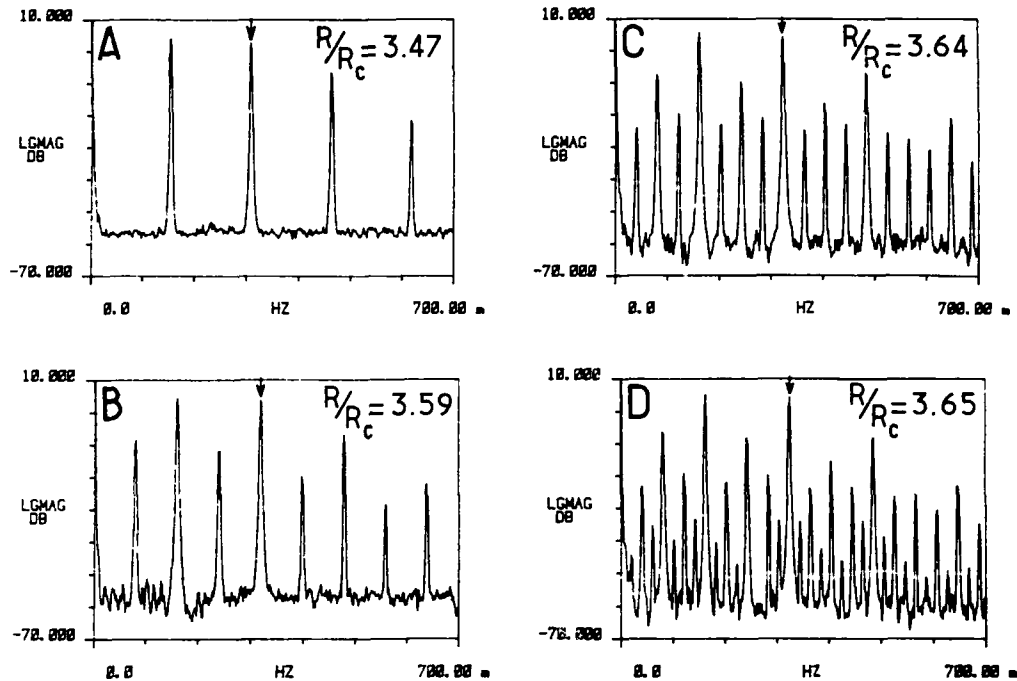 A
R/Rc = 3.47
10.000
LGMAG
DB
-70.000
0.0 HZ 700.00 m
B
R/Rc = 3.59
10.000
LGMAG
DB
-70.000
0.0 HZ 700.00 m
C
R/Rc = 3.64
10.000
LGMAG
DB
-70.000
0.0 HZ 700.00 m
D
R/Rc = 3.65
10.000
LGMAG
DB
-70.000
0.0 HZ 700.00 m